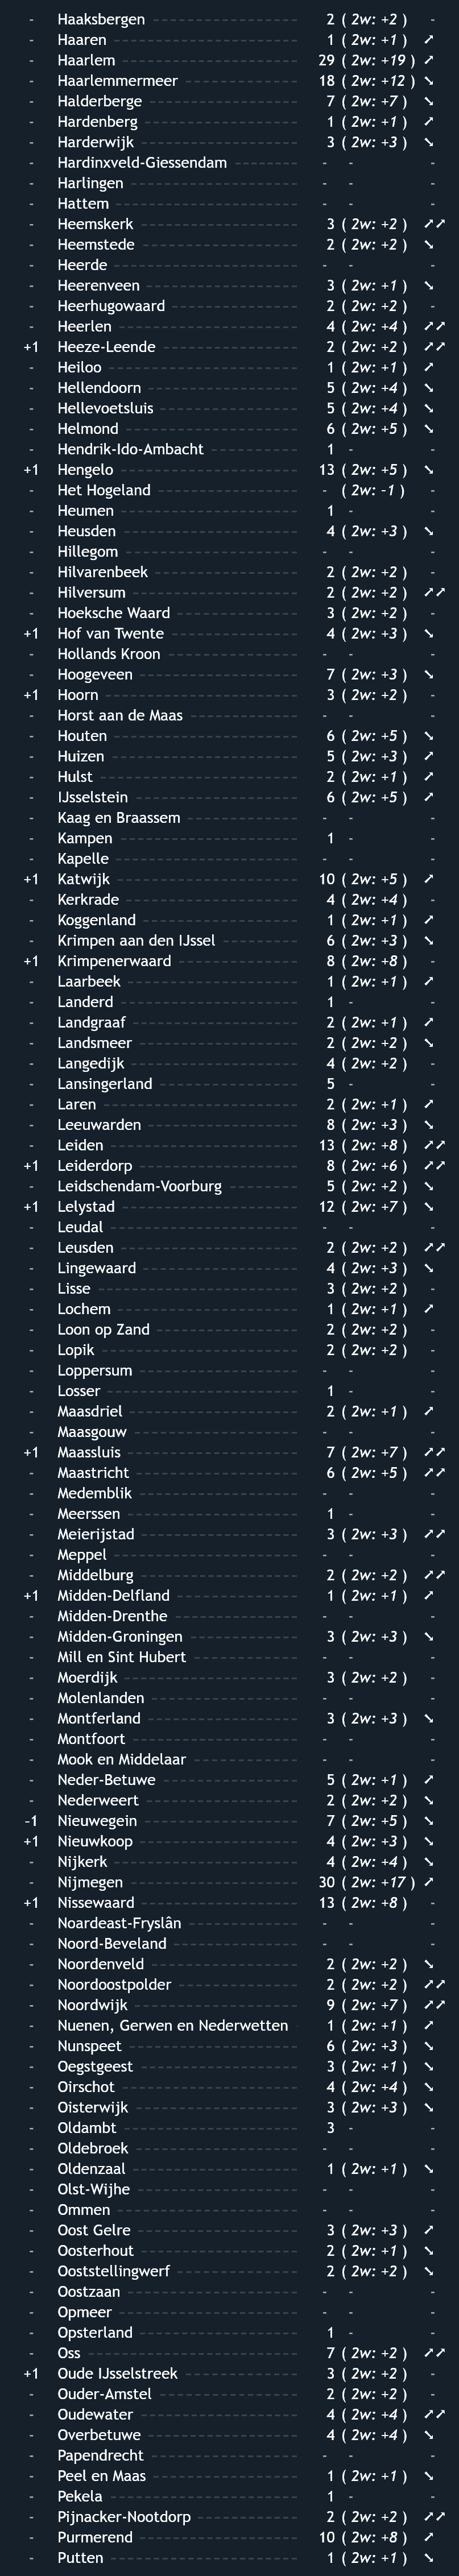 - Haaksbergen 2 ( 2w: +2 ) -
- Haaren 1 ( 2w: +1 ) ➚
- Haarlem 29 ( 2w: +19 ) ➚
- Haarlemmermeer 18 ( 2w: +12 ) ➘
- Halderberge 7 ( 2w: +7 ) ➘
- Hardenberg 1 ( 2w: +1 ) ➚
- Harderwijk 3 ( 2w: +3 ) ➘
- Hardinxveld-Giessendam - - -
- Harlingen - - -
- Hattem - - -
- Heemskerk 3 ( 2w: +2 ) ➚➚
- Heemstede 2 ( 2w: +2 ) ➘
- Heerde - - -
- Heerenveen 3 ( 2w: +1 ) ➘
- Heerhugowaard 2 ( 2w: +2 ) -
- Heerlen 4 ( 2w: +4 ) ➚➚
+1 Heeze-Leende 2 ( 2w: +2 ) ➚➚
- Heiloo 1 ( 2w: +1 ) ➚
- Hellendoorn 5 ( 2w: +4 ) ➘
- Hellevoetsluis 5 ( 2w: +4 ) ➘
- Helmond 6 ( 2w: +5 ) ➘
- Hendrik-Ido-Ambacht 1 - -
+1 Hengelo 13 ( 2w: +5 ) ➘
- Het Hogeland - ( 2w: -1 ) -
- Heumen 1 - -
- Heusden 4 ( 2w: +3 ) ➘
- Hillegom - - -
- Hilvarenbeek 2 ( 2w: +2 ) -
- Hilversum 2 ( 2w: +2 ) ➚➚
- Hoeksche Waard 3 ( 2w: +2 ) -
+1 Hof van Twente 4 ( 2w: +3 ) ➘
- Hollands Kroon - - -
- Hoogeveen 7 ( 2w: +3 ) ➘
+1 Hoorn 3 ( 2w: +2 ) -
- Horst aan de Maas - - -
- Houten 6 ( 2w: +5 ) ➘
- Huizen 5 ( 2w: +3 ) ➚
- Hulst 2 ( 2w: +1 ) ➚
- IJsselstein 6 ( 2w: +5 ) ➚
- Kaag en Braassem - - -
- Kampen 1 - -
- Kapelle - - -
+1 Katwijk 10 ( 2w: +5 ) ➚
- Kerkrade 4 ( 2w: +4 ) -
- Koggenland 1 ( 2w: +1 ) ➚
- Krimpen aan den IJssel 6 ( 2w: +3 ) ➘
+1 Krimpenerwaard 8 ( 2w: +8 ) -
- Laarbeek 1 ( 2w: +1 ) ➚
- Landerd 1 - -
- Landgraaf 2 ( 2w: +1 ) ➚
- Landsmeer 2 ( 2w: +2 ) ➘
- Langedijk 4 ( 2w: +2 ) -
- Lansingerland 5 - -
- Laren 2 ( 2w: +1 ) ➚
- Leeuwarden 8 ( 2w: +3 ) ➘
- Leiden 13 ( 2w: +8 ) ➚➚
+1 Leiderdorp 8 ( 2w: +6 ) ➚➚
- Leidschendam-Voorburg 5 ( 2w: +2 ) ➘
+1 Lelystad 12 ( 2w: +7 ) ➘
- Leudal - - -
- Leusden 2 ( 2w: +2 ) ➚➚
- Lingewaard 4 ( 2w: +3 ) ➘
- Lisse 3 ( 2w: +2 ) -
- Lochem 1 ( 2w: +1 ) ➚
- Loon op Zand 2 ( 2w: +2 ) -
- Lopik 2 ( 2w: +2 ) -
- Loppersum - - -
- Losser 1 - -
- Maasdriel 2 ( 2w: +1 ) ➚
- Maasgouw - - -
+1 Maassluis 7 ( 2w: +7 ) ➚➚
- Maastricht 6 ( 2w: +5 ) ➚➚
- Medemblik - - -
- Meerssen 1 - -
- Meierijstad 3 ( 2w: +3 ) ➚➚
- Meppel - - -
- Middelburg 2 ( 2w: +2 ) ➚➚
+1 Midden-Delfland 1 ( 2w: +1 ) ➚
- Midden-Drenthe - - -
- Midden-Groningen 3 ( 2w: +3 ) ➘
- Mill en Sint Hubert - - -
- Moerdijk 3 ( 2w: +2 ) -
- Molenlanden - - -
- Montferland 3 ( 2w: +3 ) ➘
- Montfoort - - -
- Mook en Middelaar - - -
- Neder-Betuwe 5 ( 2w: +1 ) ➚
- Nederweert 2 ( 2w: +2 ) ➘
-1 Nieuwegein 7 ( 2w: +5 ) ➘
+1 Nieuwkoop 4 ( 2w: +3 ) ➘
- Nijkerk 4 ( 2w: +4 ) ➘
- Nijmegen 30 ( 2w: +17 ) ➚
+1 Nissewaard 13 ( 2w: +8 ) -
- Noardeast-Fryslân - - -
- Noord-Beveland - - -
- Noordenveld 2 ( 2w: +2 ) ➘
- Noordoostpolder 2 ( 2w: +2 ) ➚➚
- Noordwijk 9 ( 2w: +7 ) ➚➚
- Nuenen, Gerwen en Nederwetten 1 ( 2w: +1 ) ➚
- Nunspeet 6 ( 2w: +3 ) ➘
- Oegstgeest 3 ( 2w: +1 ) ➘
- Oirschot 4 ( 2w: +4 ) ➘
- Oisterwijk 3 ( 2w: +3 ) ➘
- Oldambt 3 - -
- Oldebroek - - -
- Oldenzaal 1 ( 2w: +1 ) ➘
- Olst-Wijhe - - -
- Ommen - - -
- Oost Gelre 3 ( 2w: +3 ) ➚
- Oosterhout 2 ( 2w: +1 ) ➘
- Ooststellingwerf 2 ( 2w: +2 ) ➘
- Oostzaan - - -
- Opmeer - - -
- Opsterland 1 - -
- Oss 7 ( 2w: +2 ) ➚➚
+1 Oude IJsselstreek 3 ( 2w: +2 ) -
- Ouder-Amstel 2 ( 2w: +2 ) -
- Oudewater 4 ( 2w: +4 ) ➚➚
- Overbetuwe 4 ( 2w: +4 ) ➘
- Papendrecht - - -
- Peel en Maas 1 ( 2w: +1 ) ➘
- Pekela 1 - -
- Pijnacker-Nootdorp 2 ( 2w: +2 ) ➚➚
- Purmerend 10 ( 2w: +8 ) ➚
- Putten 1 ( 2w: +1 ) ➘